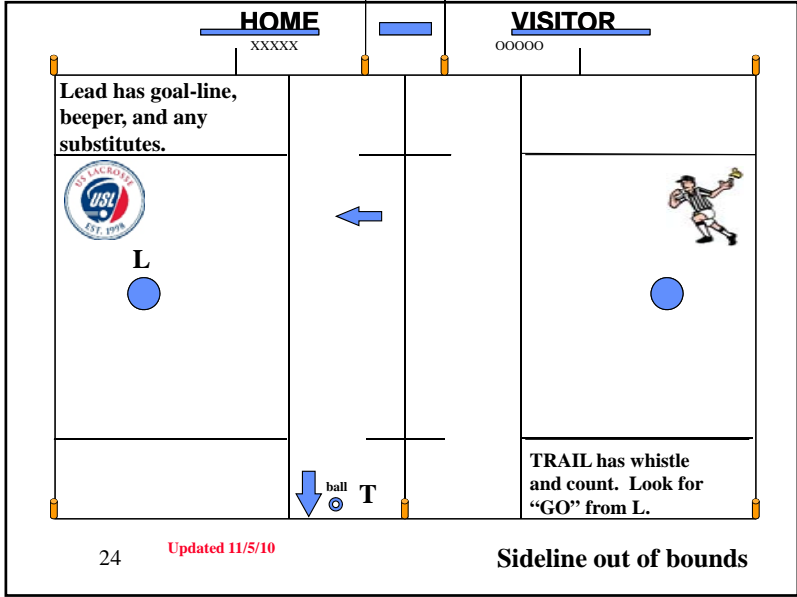 HOME VISITOR
XXXXX OOOOO
Lead has goal-line,
beeper, and any
substitutes.
US LACROSSE
USL
EST. 1998
L
ball T
TRAIL has whistle
and count. Look for
“GO” from L.
24 Updated 11/5/10 Sideline out of bounds